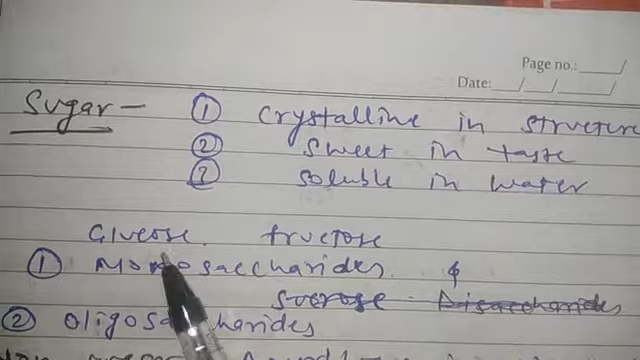 Page no.:
Date:
Sugar - ① Crystalline in structure
② Sweet in taste
③ Soluble in water
Glucose. fructose
① Monosaccharides &
Sucrose - Disaccharides
② Oligosaccharides